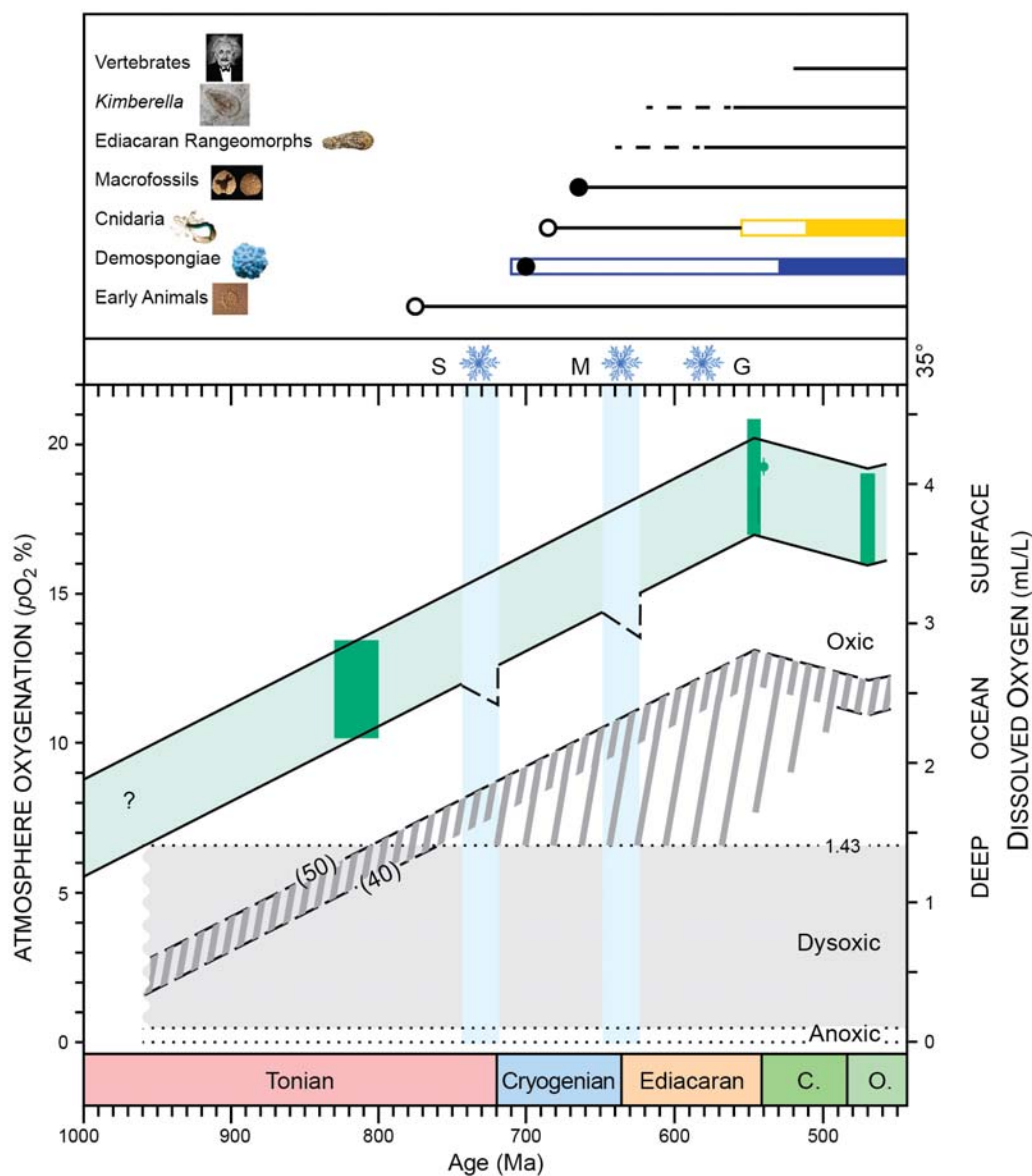 Vertebrates
Kimberella
Ediacaran Rangeomorphs
Macrofossils
Cnidaria
Demospongiae
Early Animals
S M G 35°
20
15
10
5
0
ATMOSPHERE OXYGENATION (pO₂ %)
?
(50)
(40)
Oxic
1.43
Dysoxic
Anoxic
4
3
2
1
0
SURFACE
OCEAN
DEEP
DISSOLVED OXYGEN (mL/L)
Tonian Cryogenian Ediacaran C. O.
1000 900 800 700 600 500
Age (Ma)